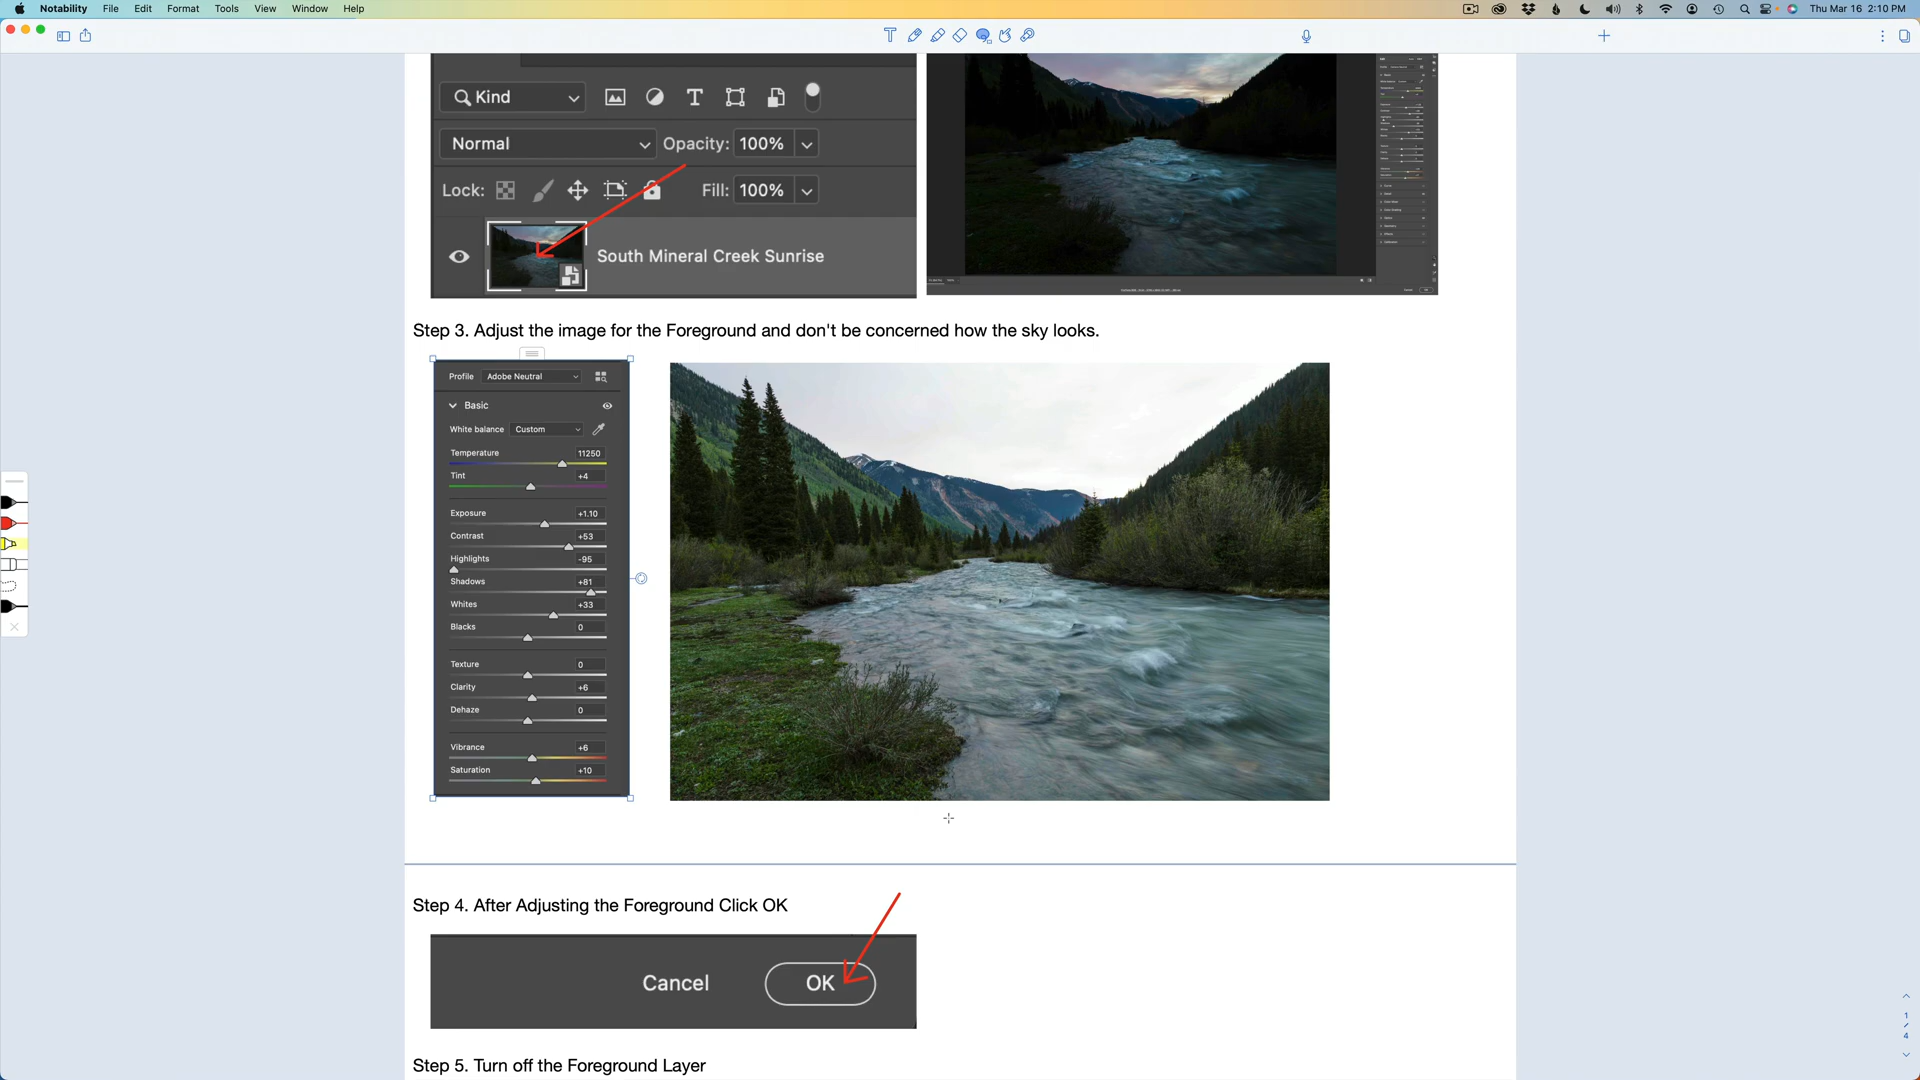 Notability File Edit Format Tools View Window Help
Thu Mar 16 2:10 PM
Kind
Normal Opacity: 100%
Lock: Fill: 100%
South Mineral Creek Sunrise
Step 3. Adjust the image for the Foreground and don't be concerned how the sky looks.
Profile Adobe Neutral
Basic
White balance Custom
Temperature 11250
Tint +4
Exposure +1.10
Contrast +53
Highlights -95
Shadows +81
Whites +33
Blacks 0
Texture 0
Clarity +6
Dehaze 0
Vibrance +6
Saturation +10
Step 4. After Adjusting the Foreground Click OK
Cancel OK
1
/
4
Step 5. Turn off the Foreground Layer